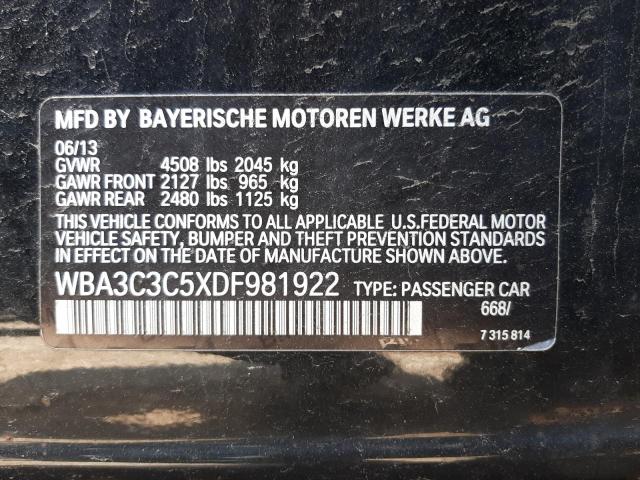 MFD BY BAYERISCHE MOTOREN WERKE AG
06/13
GVWR 4508 lbs 2045 kg
GAWR FRONT 2127 lbs 965 kg
GAWR REAR 2480 lbs 1125 kg
THIS VEHICLE CONFORMS TO ALL APPLICABLE U.S.FEDERAL MOTOR
VEHICLE SAFETY, BUMPER AND THEFT PREVENTION STANDARDS
IN EFFECT ON THE DATE OF MANUFACTURE SHOWN ABOVE.
WBA3C3C5XDF981922 TYPE: PASSENGER CAR
668/
7 315 814